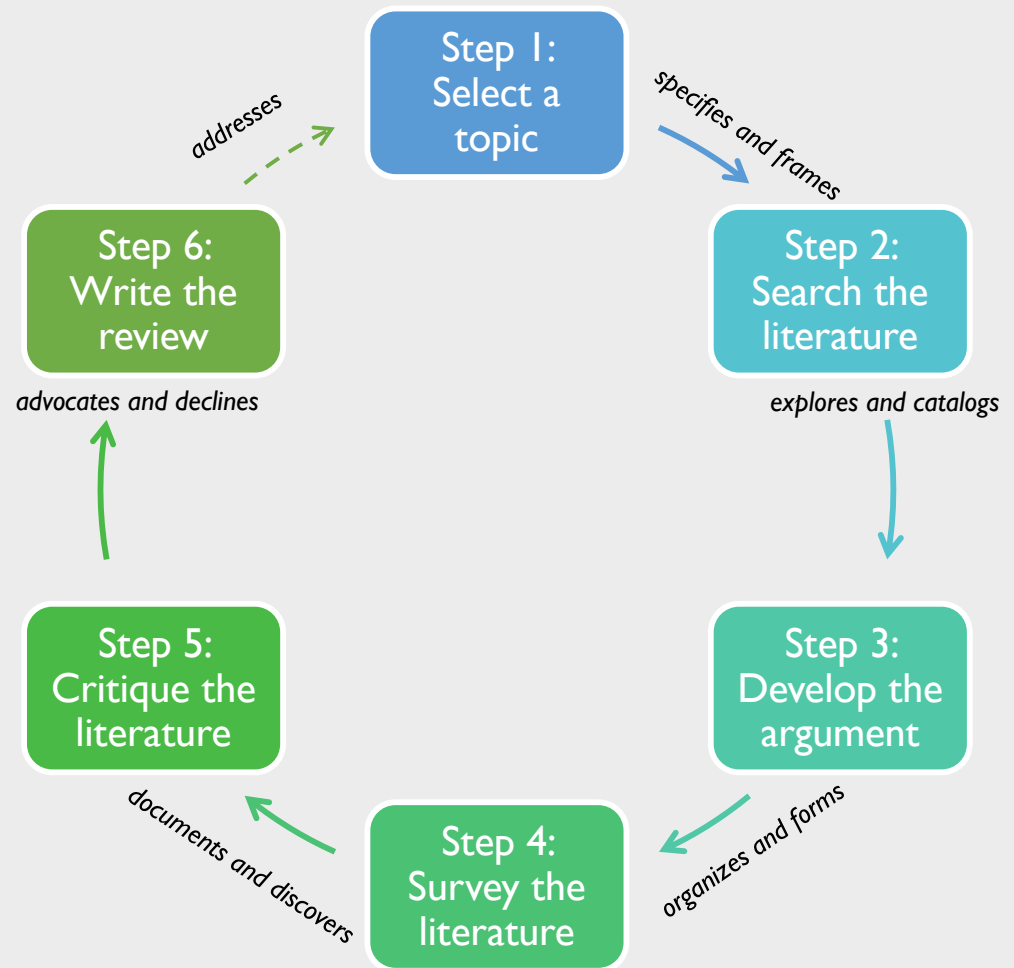 Step 1:
Select a
topic
specifies and frames
Step 2:
Search the
literature
explores and catalogs
Step 3:
Develop the
argument
organizes and forms
Step 4:
Survey the
literature
documents and discovers
Step 5:
Critique the
literature
advocates and declines
Step 6:
Write the
review
addresses